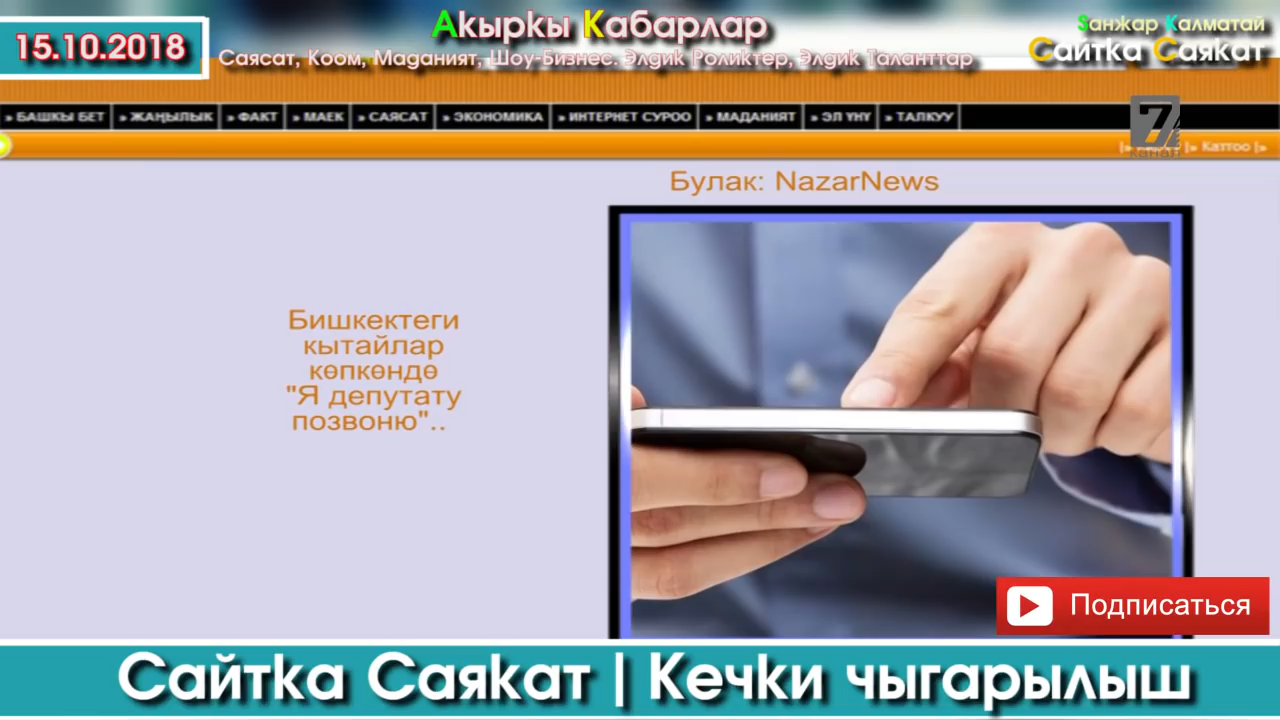 15.10.2018
Акыркы Кабарлар
Саясат, Коом, Маданият, Шоу-Бизнес. Элдик Роликтер, Элдик Таланттар
Sанжар Калматай
Сайтка Саякат
» БАШКЫ БЕТ » ЖАҢЫЛЫК » ФАКТ » МАЕК » САЯСАТ » ЭКОНОМИКА » ИНТЕРНЕТ СУРОО » МАДАНИЯТ » ЭЛ ҮНҮ » ТАЛКУУ
7
канал
|» Каттоо |»
Булак: NazarNews
Бишкектеги
кытайлар
көпкөндө
"Я депутату
позвоню"..
Подписаться
Сайтка Саякат | Кечки чыгарылыш